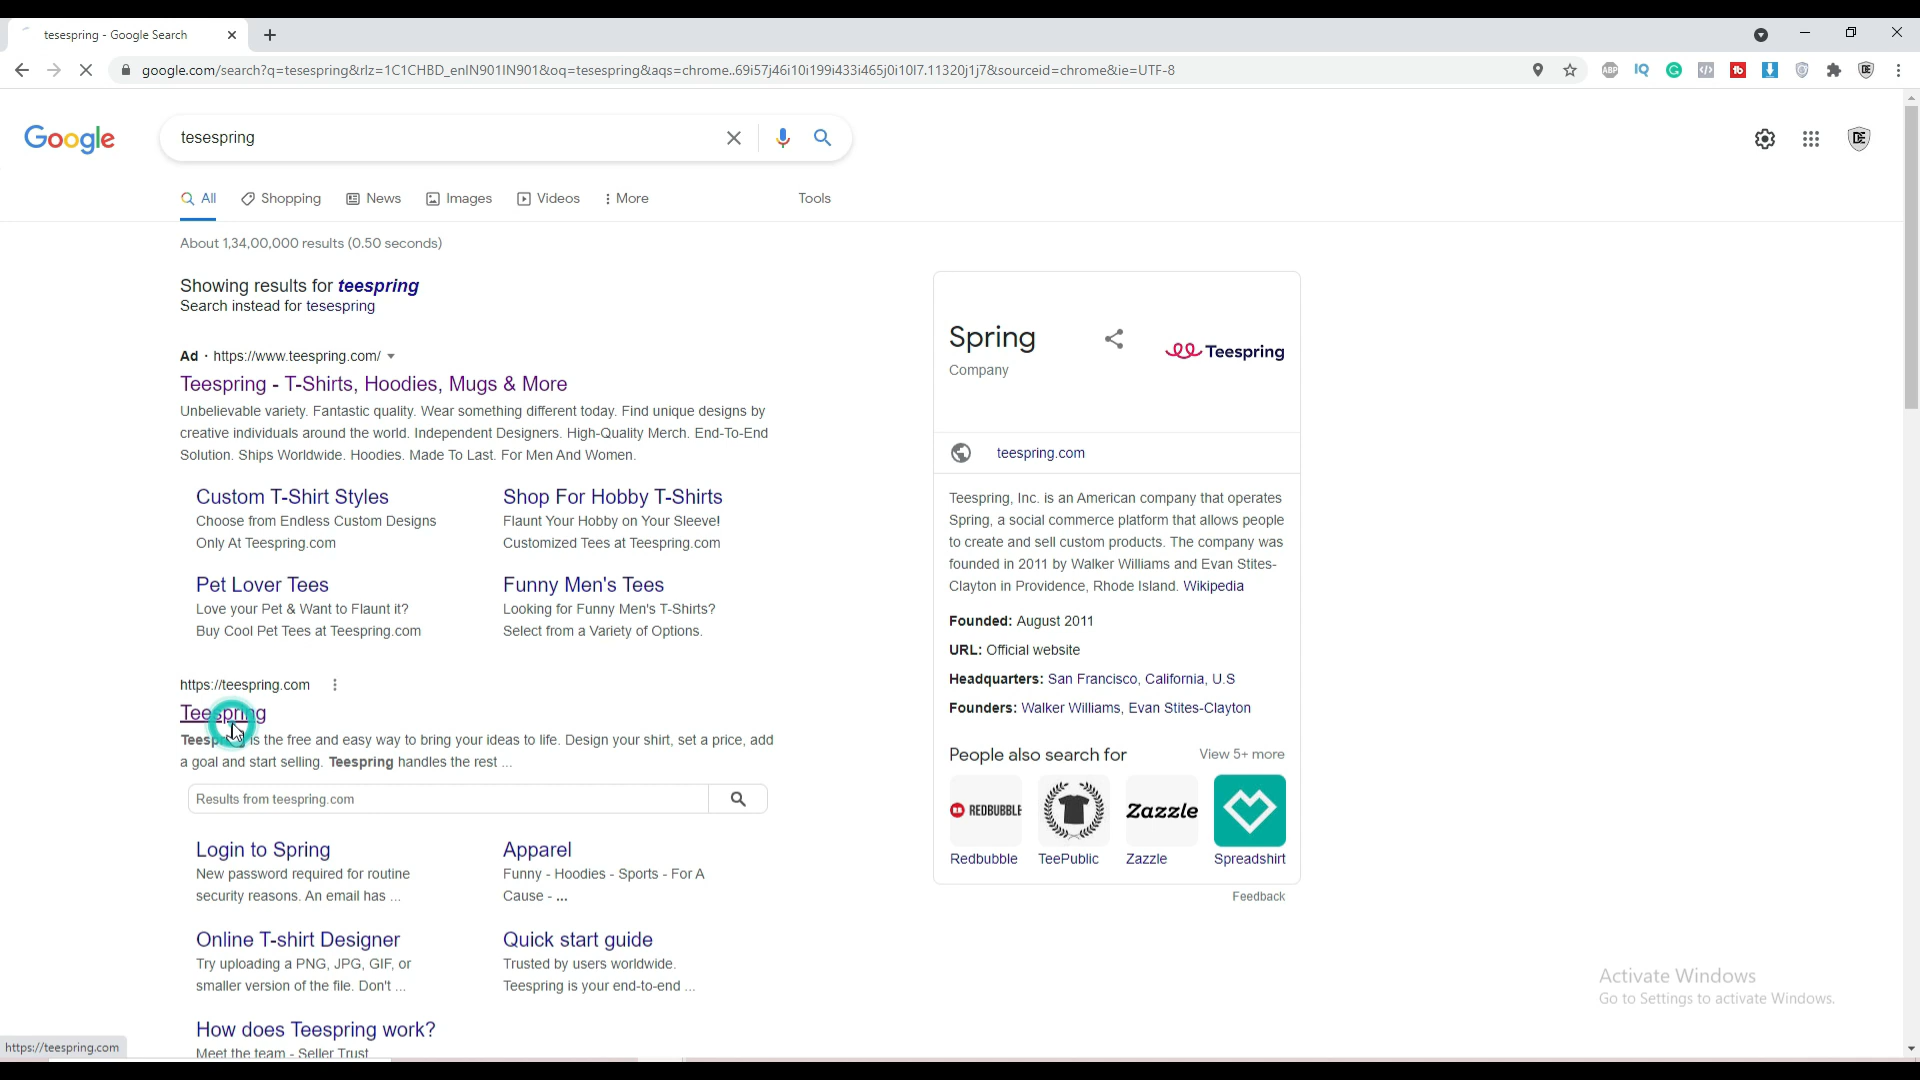 tesespring - Google Search
google.com/search?q=tesespring&rlz=1C1CHBD_enIN901IN901&oq=tesespring&aqs=chrome..69i57j46i10i199i433i465j0i10l7.11320j1j7&sourceid=chrome&ie=UTF-8
ABP
IQ
tb
DE
Google
tesespring
DE
All
Shopping
News
Images
Videos
More
Tools
About 1,34,00,000 results (0.50 seconds)
Showing results for teespring
Search instead for tesespring
Ad · https://www.teespring.com/
Teespring - T-Shirts, Hoodies, Mugs & More
Unbelievable variety. Fantastic quality. Wear something different today. Find unique designs by
creative individuals around the world. Independent Designers. High-Quality Merch. End-To-End
Solution. Ships Worldwide. Hoodies. Made To Last. For Men And Women.
Custom T-Shirt Styles
Choose from Endless Custom Designs
Only At Teespring.com
Shop For Hobby T-Shirts
Flaunt Your Hobby on Your Sleeve!
Customized Tees at Teespring.com
Pet Lover Tees
Love your Pet & Want to Flaunt it?
Buy Cool Pet Tees at Teespring.com
Funny Men's Tees
Looking for Funny Men's T-Shirts?
Select from a Variety of Options.
https://teespring.com
Teespring
Teespring is the free and easy way to bring your ideas to life. Design your shirt, set a price, add
a goal and start selling. Teespring handles the rest ...
Results from teespring.com
Login to Spring
New password required for routine
security reasons. An email has ...
Apparel
Funny - Hoodies - Sports - For A
Cause - ...
Online T-shirt Designer
Try uploading a PNG, JPG, GIF, or
smaller version of the file. Don't ...
Quick start guide
Trusted by users worldwide.
Teespring is your end-to-end ...
How does Teespring work?
Meet the team - Seller Trust
https://teespring.com
Spring
Company
Teespring
teespring.com
Teespring, Inc. is an American company that operates
Spring, a social commerce platform that allows people
to create and sell custom products. The company was
founded in 2011 by Walker Williams and Evan Stites-
Clayton in Providence, Rhode Island. Wikipedia
Founded: August 2011
URL: Official website
Headquarters: San Francisco, California, U.S
Founders: Walker Williams, Evan Stites-Clayton
People also search for
View 5+ more
REDBUBBLE
Zazzle
Redbubble
TeePublic
Zazzle
Spreadshirt
Feedback
Activate Windows
Go to Settings to activate Windows.